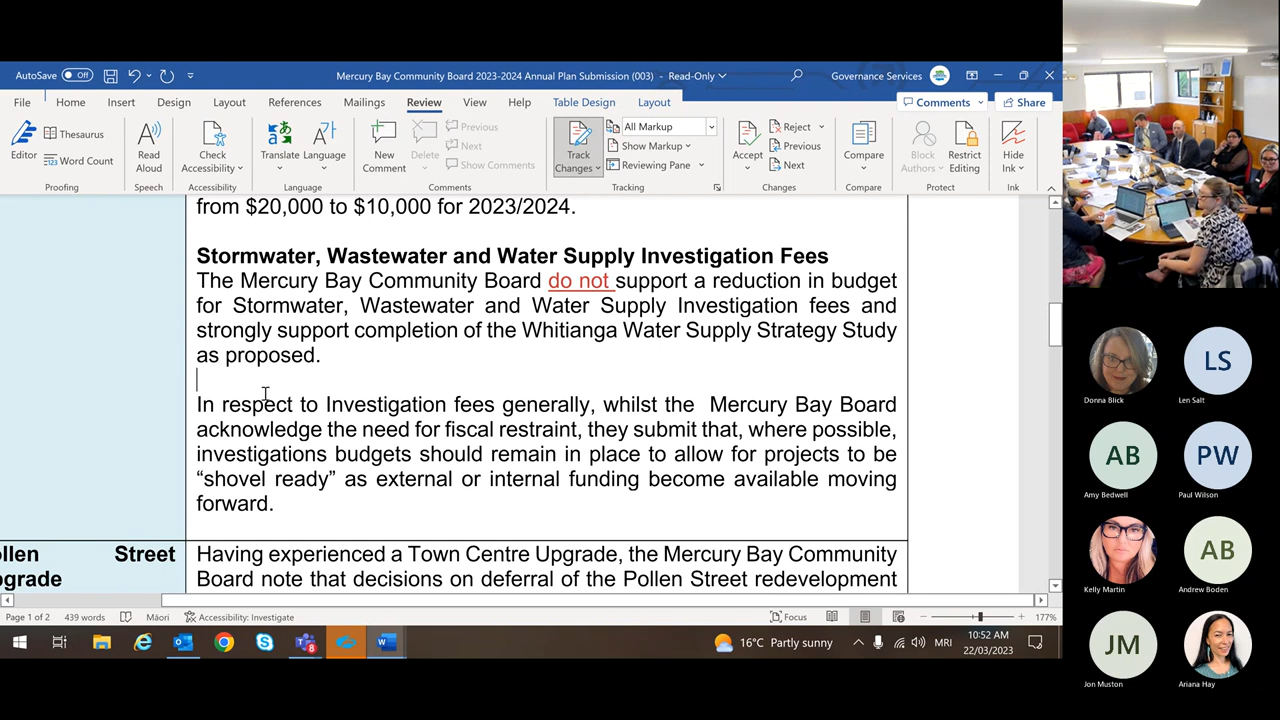 AutoSave Off
Mercury Bay Community Board 2023-2024 Annual Plan Submission (003) - Read-Only
Governance Services
File Home Insert Design Layout References Mailings Review View Help Table Design Layout
Comments Share
Editor
Thesaurus
Word Count
Proofing
Read Aloud
Speech
Check Accessibility
Accessibility
Translate Language
Language
New Comment
Delete
Previous
Next
Show Comments
Comments
Track Changes
All Markup
Show Markup
Reviewing Pane
Tracking
Accept
Reject
Previous
Next
Changes
Compare
Compare
Block Authors
Restrict Editing
Protect
Hide Ink
Ink
from $20,000 to $10,000 for 2023/2024.
Stormwater, Wastewater and Water Supply Investigation Fees
The Mercury Bay Community Board do not support a reduction in budget
for Stormwater, Wastewater and Water Supply Investigation fees and
strongly support completion of the Whitianga Water Supply Strategy Study
as proposed.
In respect to Investigation fees generally, whilst the  Mercury Bay Board
acknowledge the need for fiscal restraint, they submit that, where possible,
investigations budgets should remain in place to allow for projects to be
“shovel ready” as external or internal funding become available moving
forward.
ollen Street
pgrade
Having experienced a Town Centre Upgrade, the Mercury Bay Community
Board note that decisions on deferral of the Pollen Street redevelopment
Page 1 of 2 439 words Māori Accessibility: Investigate Focus 177%
8
16°C Partly sunny MRI 10:52 AM
22/03/2023
Donna Blick
LS
Len Salt
AB
Amy Bedwell
PW
Paul Wilson
Kelly Martin
AB
Andrew Boden
JM
Jon Muston
Ariana Hay